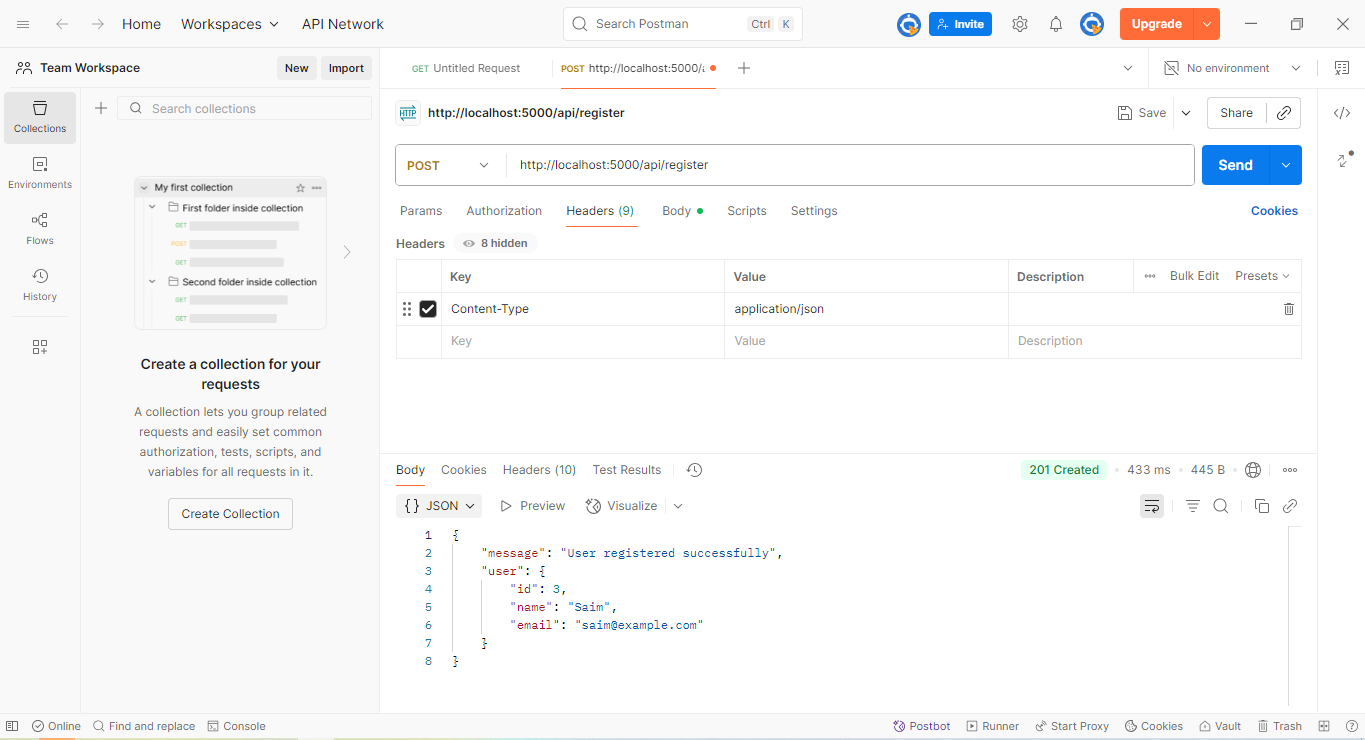 Home Workspaces API Network Search Postman Ctrl K Invite Upgrade
Team Workspace New Import GET Untitled Request POST http://localhost:5000/a No environment
Collections
Environments
Flows
History
Search collections
My first collection
First folder inside collection
GET
POST
GET
Second folder inside collection
GET
GET
Create a collection for your
requests
A collection lets you group related
requests and easily set common
authorization, tests, scripts, and
variables for all requests in it.
Create Collection
HTTP http://localhost:5000/api/register Save Share
POST http://localhost:5000/api/register Send
Params Authorization Headers (9) Body Scripts Settings Cookies
Headers 8 hidden
Key Value Description Bulk Edit Presets
Content-Type application/json
Key Value Description
Body Cookies Headers (10) Test Results 201 Created 433 ms 445 B
{} JSON Preview Visualize
1 {
2 "message": "User registered successfully",
3 "user": {
4 "id": 3,
5 "name": "Saim",
6 "email": "saim@example.com"
7 }
8 }
Online Find and replace Console Postbot Runner Start Proxy Cookies Vault Trash